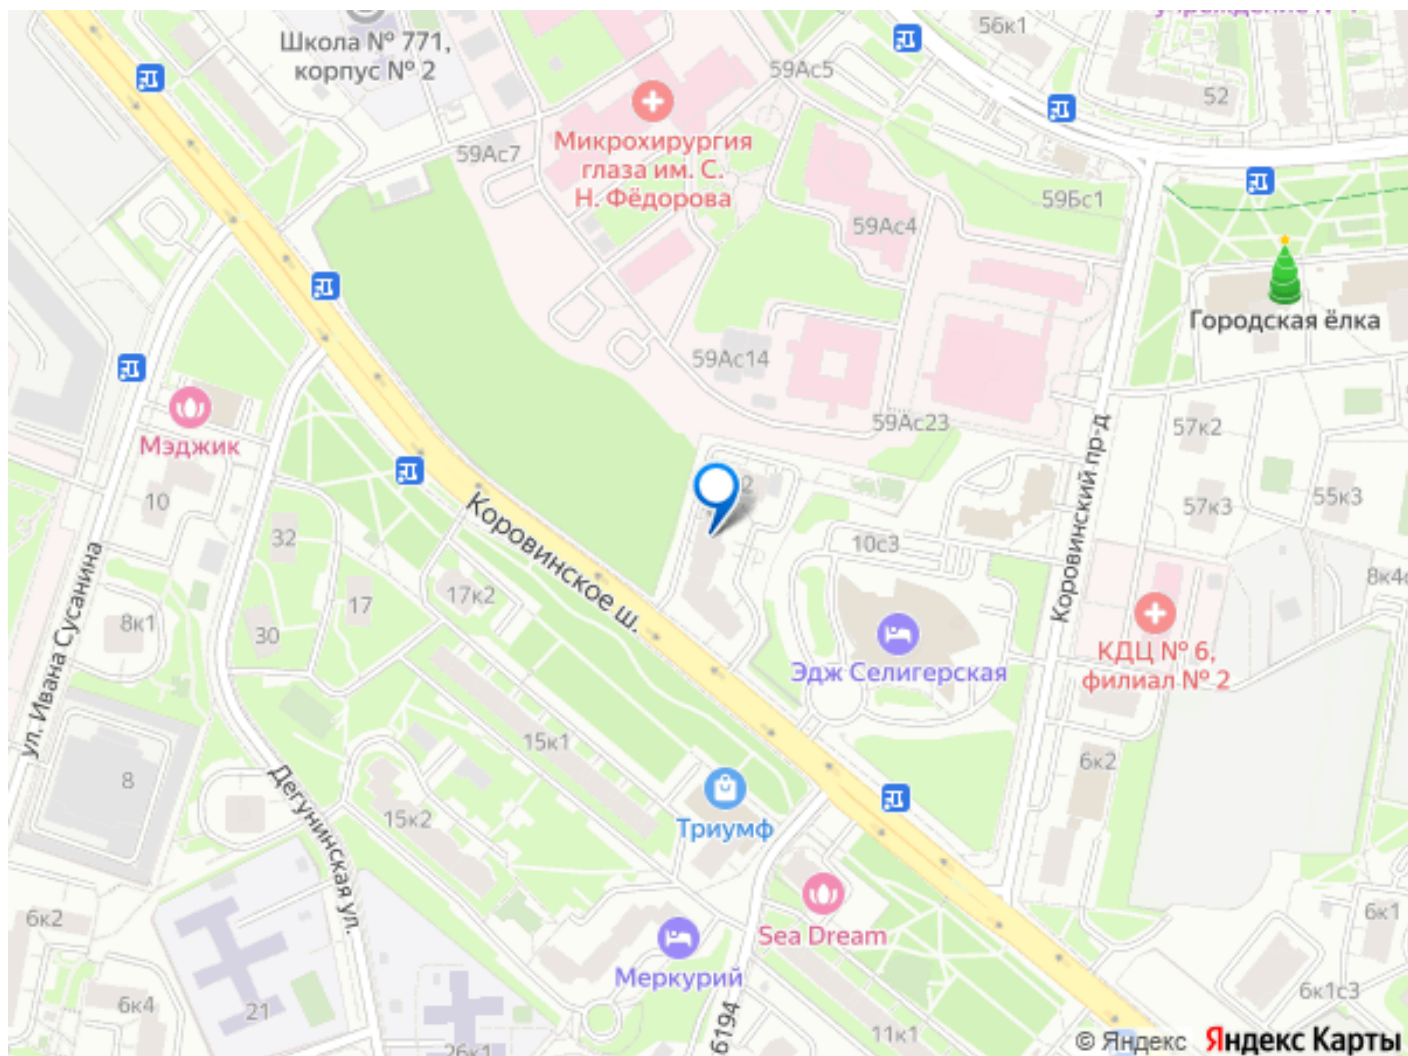 56к1
Школа № 771,
корпус № 2
59Ас5
52
Микрохирургия
глаза им. С.
Н. Фёдорова
59Ас7
59Бс1
59Ас4
Городская ёлка
59Ас14
Мэджик
59Ас23
57к2
10
Коровинское ш.
2
55к3
57к3
Коровинский пр-д
32
10с3
17к2
17
8к1
30
ул. Ивана Сусанина
Эдж Селигерская
КДЦ № 6,
филиал № 2
15к1
8
6к2
15к2
Триумф
Дегунинская ул.
6к2
Sea Dream
6к1
Меркурий
6к4
21
6к1с3
11к1
26к1
6194
© Яндекс Яндекс Карты